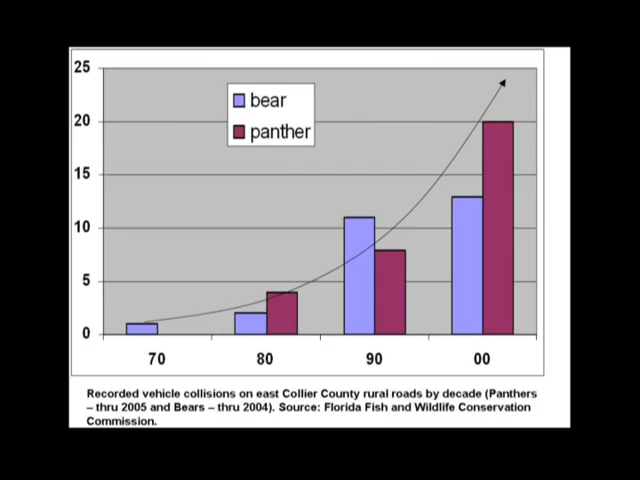 25
bear
panther
20
15
10
5
0
70 80 90 00
Recorded vehicle collisions on east Collier County rural roads by decade (Panthers
– thru 2005 and Bears – thru 2004). Source: Florida Fish and Wildlife Conservation
Commission.